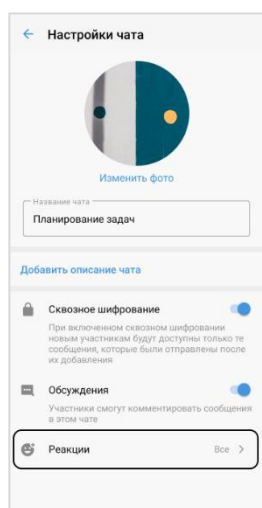 Настройки чата
Изменить фото
Название чата
Планирование задач
Добавить описание чата
Сквозное шифрование
При включенном сквозном шифровании
новым участникам будут доступны только те
сообщения, которые были отправлены после
их добавления
Обсуждения
Участники смогут комментировать сообщения
в этом чате
Реакции Все